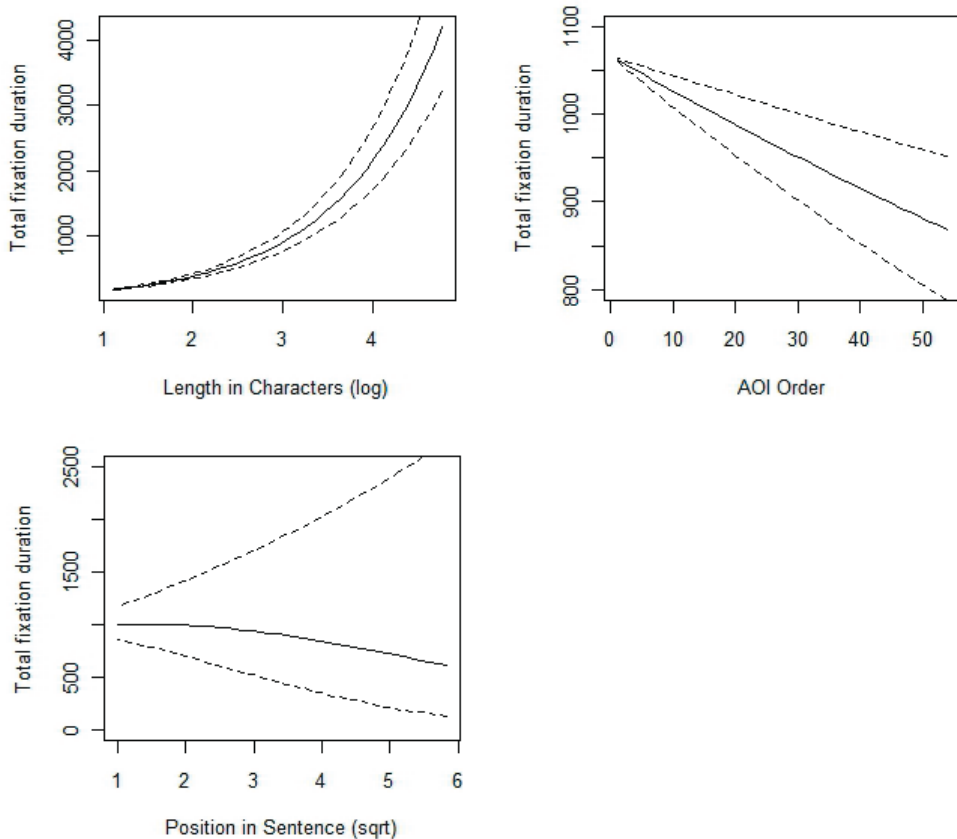 Total fixation duration
4000
3000
2000
1000
1 2 3 4
Length in Characters (log)
Total fixation duration
1100
1000
900
800
0 10 20 30 40 50
AOI Order
Total fixation duration
2500
1500
500
0
1 2 3 4 5 6
Position in Sentence (sqrt)